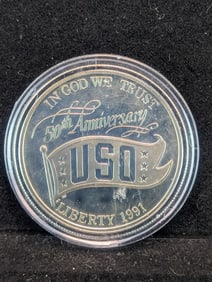 IN GOD WE TRUST
50th Anniversary
USO
LIBERTY 1991